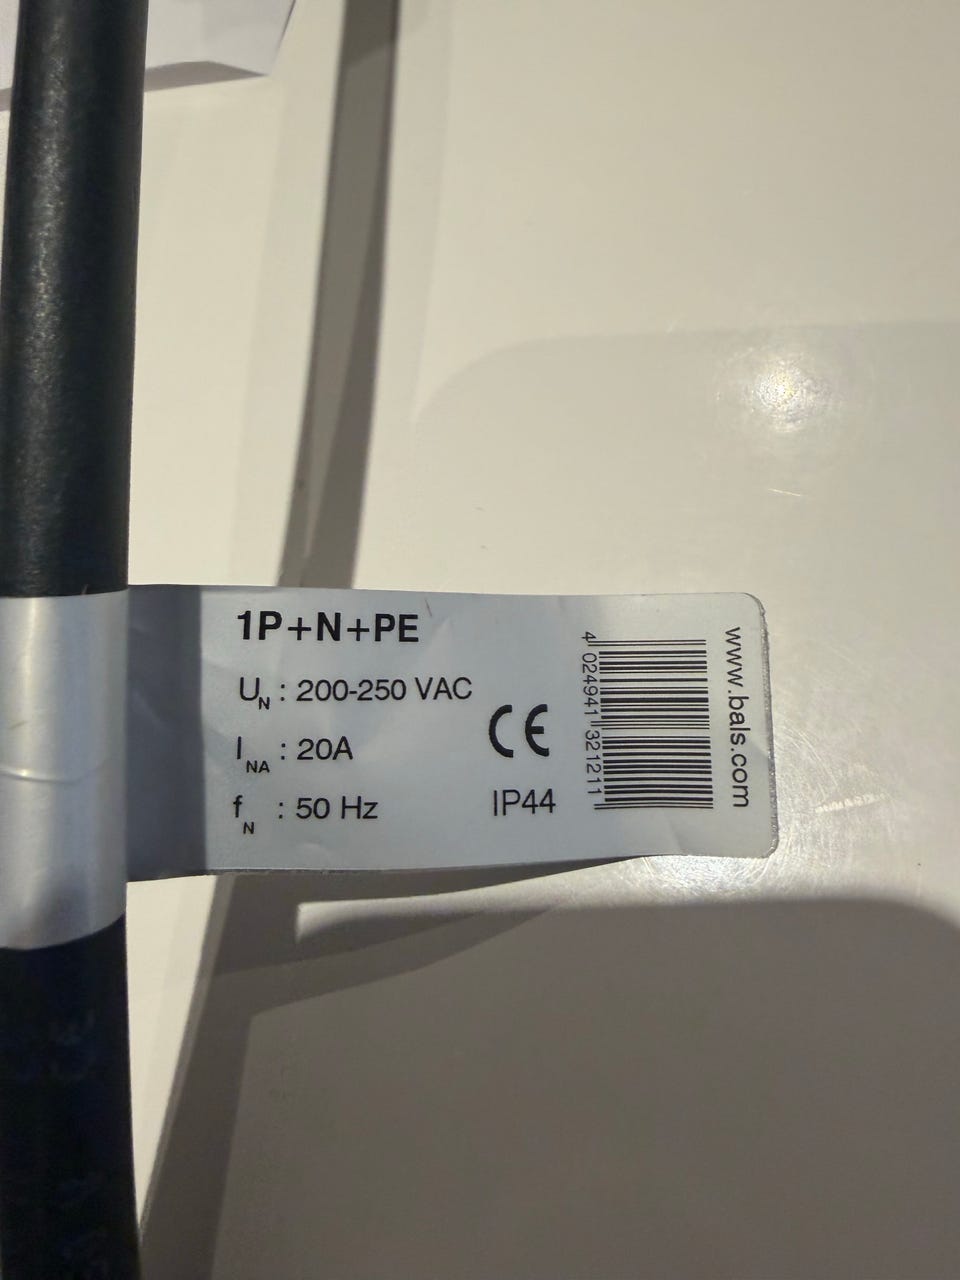 1P+N+PE
UN : 200-250 VAC
INA : 20A
fN : 50 Hz
CE
IP44
4 024941 321211
www.bals.com